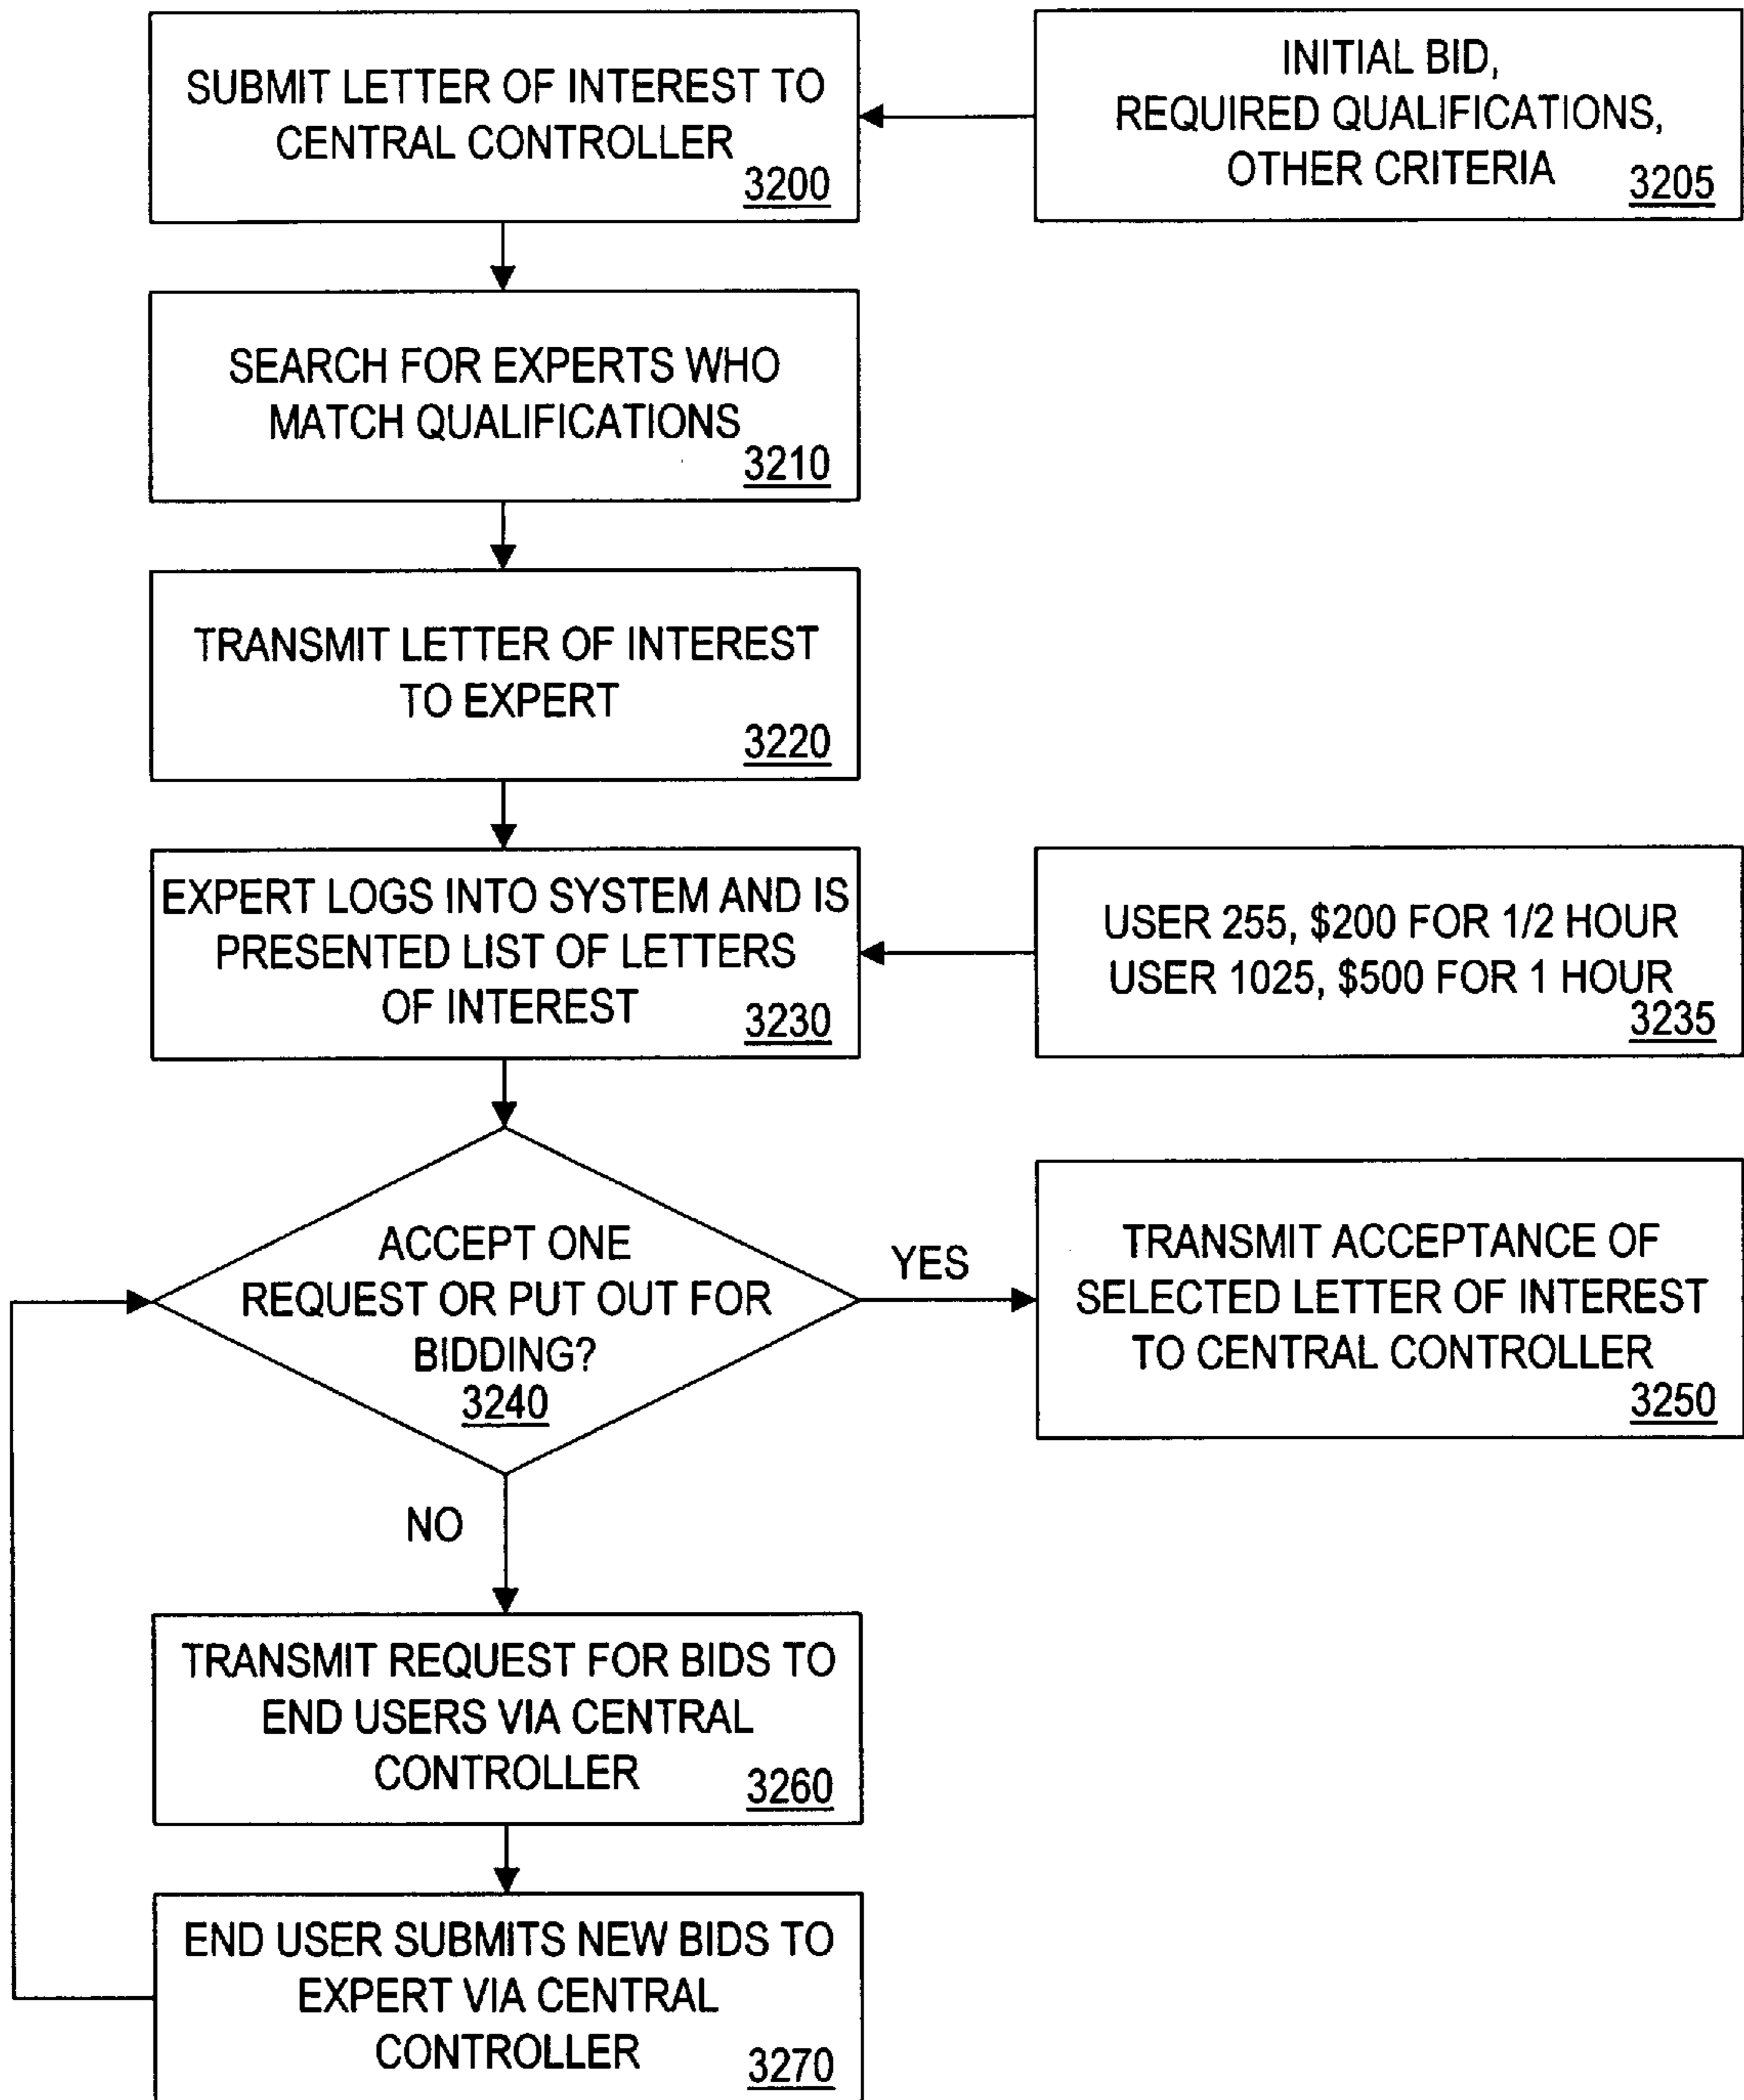 SUBMIT LETTER OF INTEREST TO
CENTRAL CONTROLLER
3200
INITIAL BID,
REQUIRED QUALIFICATIONS,
OTHER CRITERIA
3205
SEARCH FOR EXPERTS WHO
MATCH QUALIFICATIONS
3210
TRANSMIT LETTER OF INTEREST
TO EXPERT
3220
EXPERT LOGS INTO SYSTEM AND IS
PRESENTED LIST OF LETTERS
OF INTEREST
3230
USER 255, $200 FOR 1/2 HOUR
USER 1025, $500 FOR 1 HOUR
3235
ACCEPT ONE
REQUEST OR PUT OUT FOR
BIDDING?
3240
YES
TRANSMIT ACCEPTANCE OF
SELECTED LETTER OF INTEREST
TO CENTRAL CONTROLLER
3250
NO
TRANSMIT REQUEST FOR BIDS TO
END USERS VIA CENTRAL
CONTROLLER
3260
END USER SUBMITS NEW BIDS TO
EXPERT VIA CENTRAL
CONTROLLER
3270